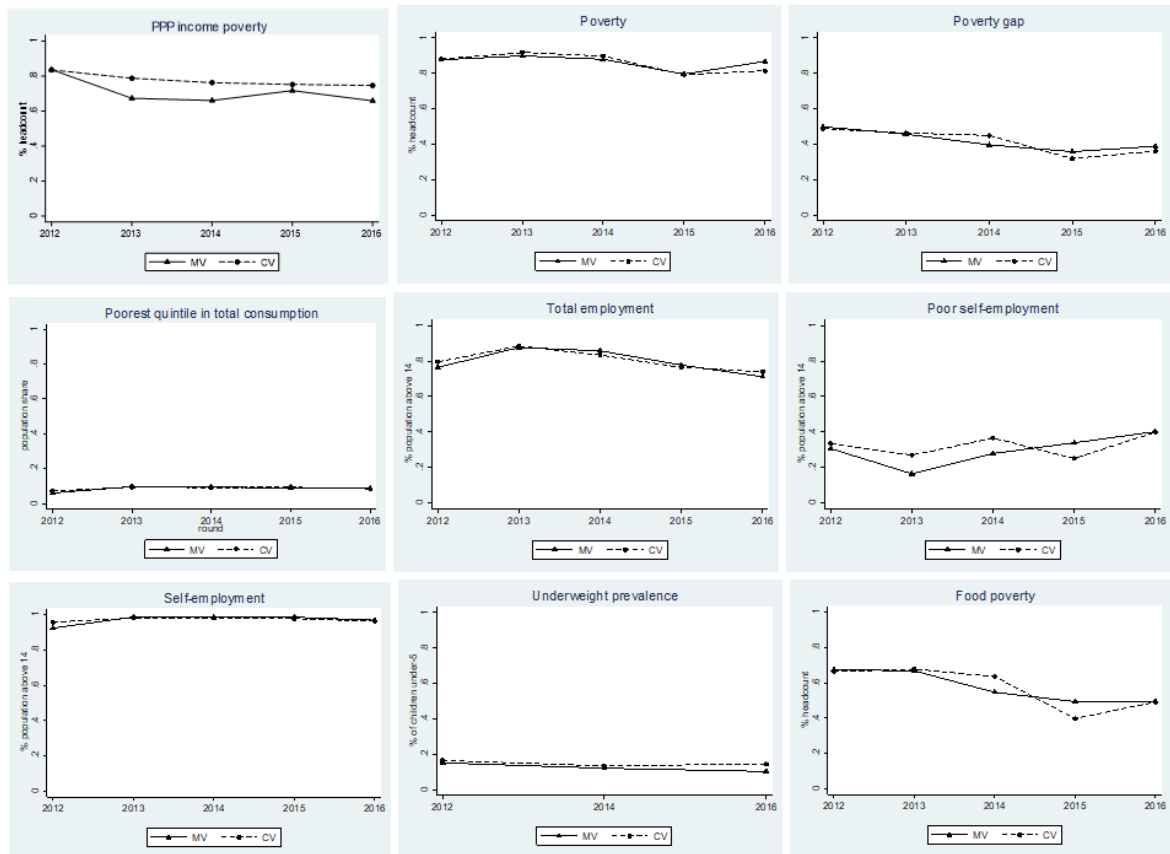 PPP income poverty
% headcount
1
.8
.6
.4
.2
0
2012 2013 2014 2015 2016
MV CV
Poverty
% headcount
1
.8
.6
.4
.2
0
2012 2013 2014 2015 2016
MV CV
Poverty gap
% headcount
1
.8
.6
.4
.2
0
2012 2013 2014 2015 2016
MV CV
Poorest quintile in total consumption
population share
1
.8
.6
.4
.2
0
2012 2013 2014 2015 2016
round
MV CV
Total employment
% population above 14
1
.8
.6
.4
.2
0
2012 2013 2014 2015 2016
MV CV
Poor self-employment
% population above 14
1
.8
.6
.4
.2
0
2012 2013 2014 2015 2016
MV CV
Self-employment
% population above 14
1
.8
.6
.4
.2
0
2012 2013 2014 2015 2016
MV CV
Underweight prevalence
% of children under-5
1
.8
.6
.4
.2
0
2012 2014 2016
MV CV
Food poverty
% headcount
1
.8
.6
.4
.2
0
2012 2013 2014 2015 2016
MV CV